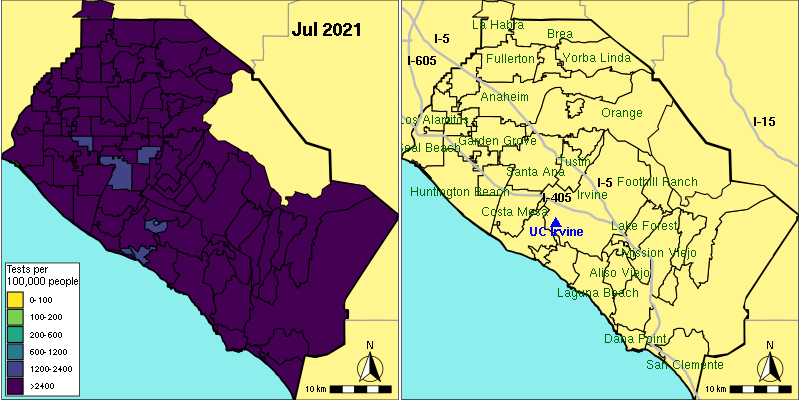 Jul 2021
Tests per
100,000 people
0-100
100-200
200-600
600-1200
1200-2400
>2400
N
10 km
La Habra
Brea
I-5
I-605
Fullerton
Yorba Linda
Anaheim
Orange
I-15
Los Alamitos
Garden Grove
Seal Beach
Tustin
Santa Ana
I-5
Foothill Ranch
Huntington Beach
I-405
Irvine
Costa Mesa
UC Irvine
Lake Forest
Mission Viejo
Aliso Viejo
Laguna Beach
Dana Point
San Clemente
N
10 km